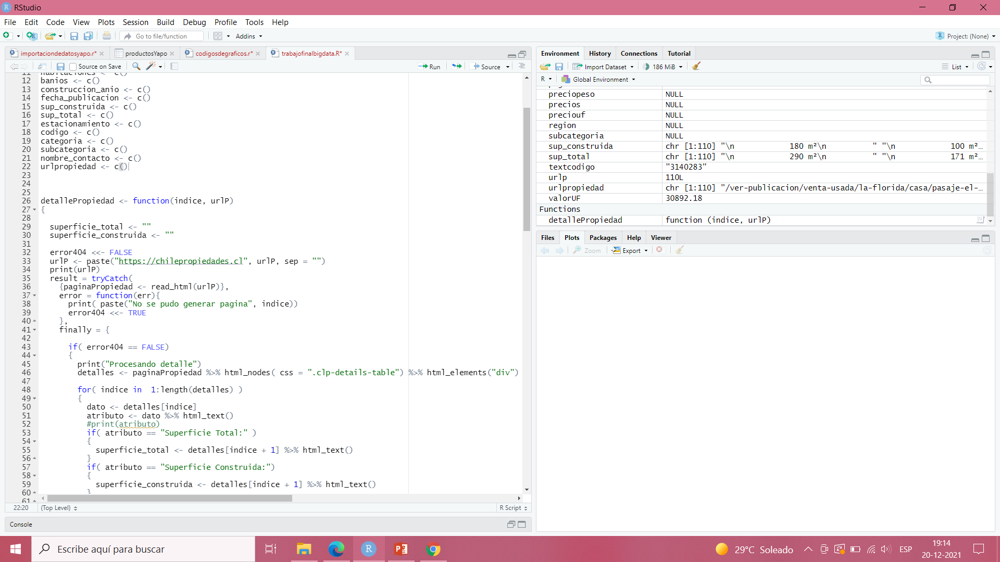 RStudio
File Edit Code View Plots Session Build Debug Profile Tools Help
Go to file/function Addins Project: (None)
importaciondedatosyapo.r* productosYapo codigosdegraficos.r* trabajofinalbigdata.R*
Source on Save Run Source
11 habitaciones <- c()
12 banios <- c()
13 construccion_anio <- c()
14 fecha_publicacion <- c()
15 sup_construida <- c()
16 sup_total <- c()
17 estacionamiento <- c()
18 codigo <- c()
19 categoria <- c()
20 subcategoria <- c()
21 nombre_contacto <- c()
22 urlpropiedad <- c()
23
24
25
26 detallePropiedad <- function(indice, urlP)
27 {
28
29 superficie_total <- ""
30 superficie_construida <- ""
31
32 error404 <<- FALSE
33 urlP <- paste("https://chilepropiedades.cl", urlP, sep = "")
34 print(urlP)
35 result = tryCatch(
36 {paginaPropiedad <- read_html(urlP)},
37 error = function(err){
38 print( paste("No se pudo generar pagina", indice))
39 error404 <<- TRUE
40 },
41 finally = {
42
43 if( error404 == FALSE)
44 {
45 print("Procesando detalle")
46 detalles <- paginaPropiedad %>% html_nodes( css = ".clp-details-table") %>% html_elements("div")
47
48 for( indice in 1:length(detalles) )
49 {
50 dato <- detalles[indice]
51 atributo <- dato %>% html_text()
52 #print(atributo)
53 if( atributo == "Superficie Total:" )
54 {
55 superficie_total <- detalles[indice + 1] %>% html_text()
56 }
57 if( atributo == "Superficie Construida:")
58 {
59 superficie_construida <- detalles[indice + 1] %>% html_text()
60 }
61
22:20 (Top Level) R Script
Console
Environment History Connections Tutorial
Import Dataset 186 MiB List
R Global Environment
preciopeso NULL
precios NULL
preciouf NULL
region NULL
subcategoria NULL
sup_construida chr [1:110] "\n 180 m²\n " "\n 100 m²…
sup_total chr [1:110] "\n 290 m²\n " "\n 171 m²…
textcodigo "3140283"
urlp 110L
urlpropiedad chr [1:110] "/ver-publicacion/venta-usada/la-florida/casa/pasaje-el-…
valorUF 30892.18
Functions
detallePropiedad function (indice, urlP)
Files Plots Packages Help Viewer
Zoom Export
Escribe aquí para buscar
29°C Soleado ESP 19:14
20-12-2021